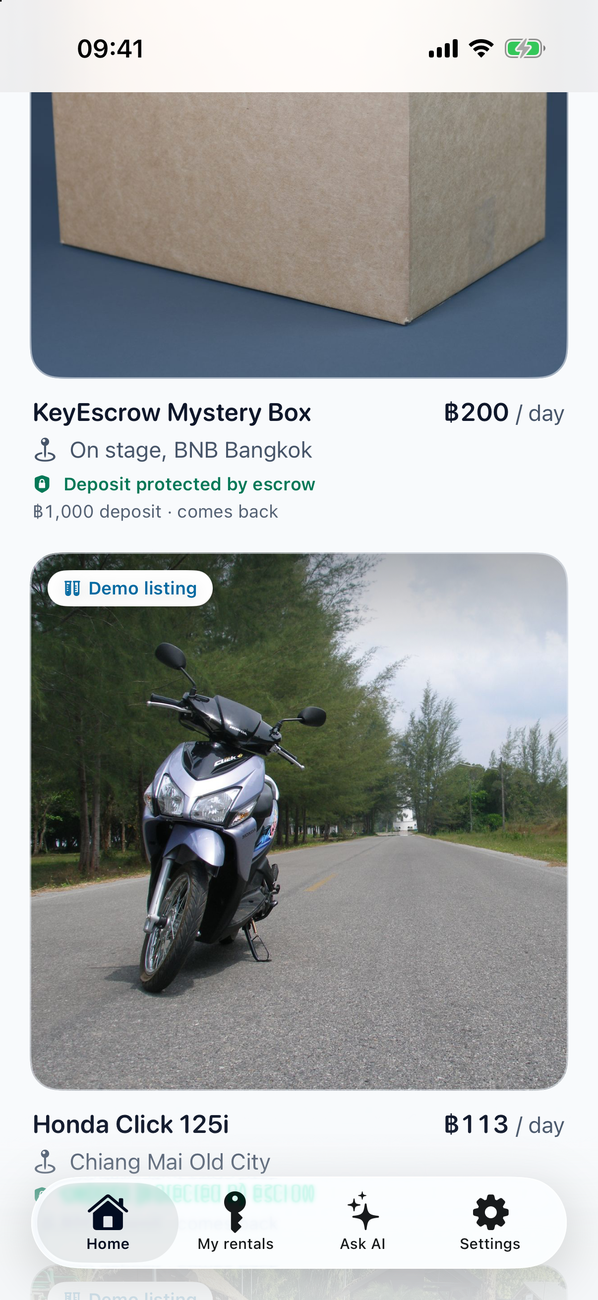 09:41
KeyEscrow Mystery Box
฿200 / day
On stage, BNB Bangkok
Deposit protected by escrow
฿1,000 deposit · comes back
Demo listing
Click
Honda Click 125i
฿113 / day
Chiang Mai Old City
Home
My rentals
Ask AI
Settings
Demo listing